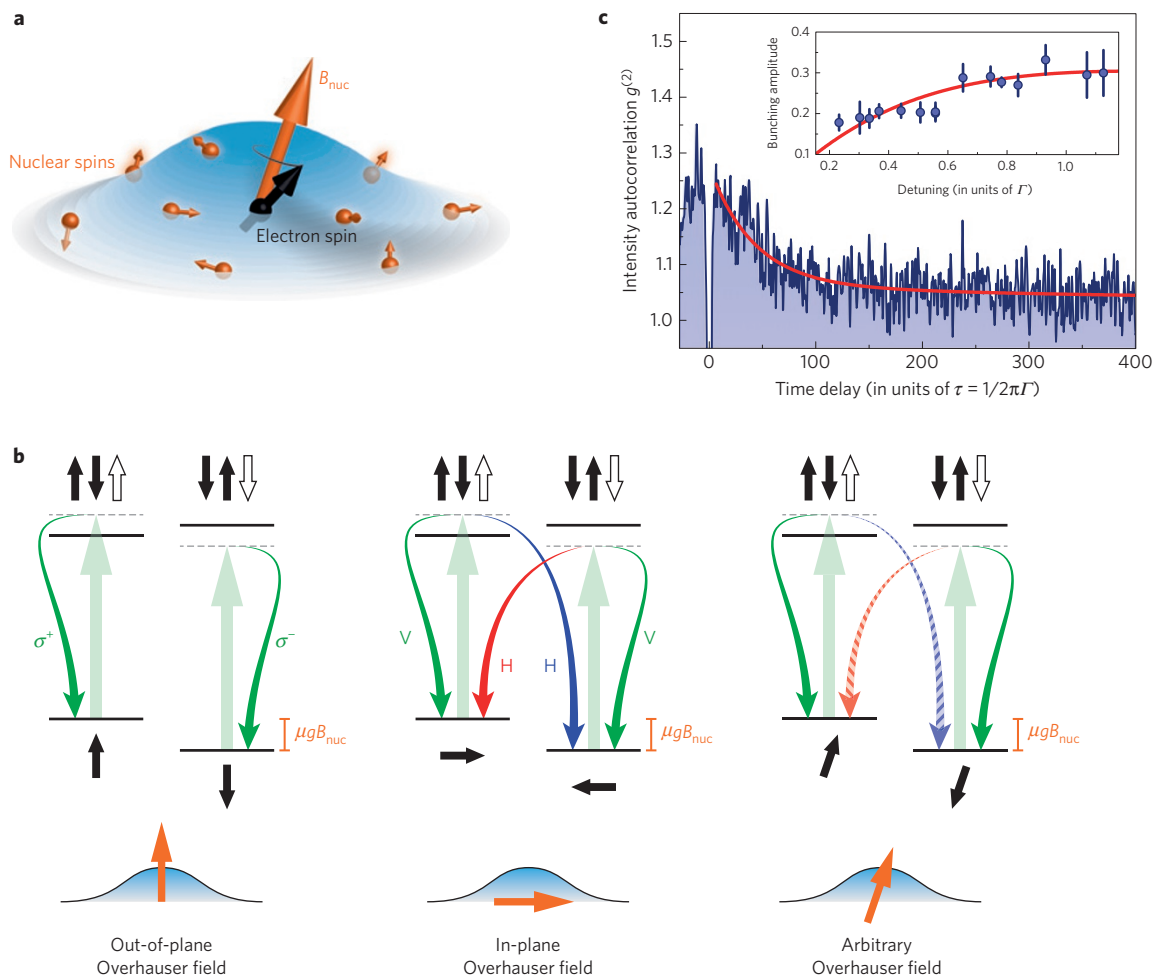 a
B_nuc
Nuclear spins
Electron spin
c
Intensity autocorrelation g^(2)
1.5
1.4
1.3
1.2
1.1
1.0
0
100
200
300
400
Time delay (in units of τ = 1/2πΓ)
Bunching amplitude
0.4
0.3
0.2
0.1
0.2
0.4
0.6
0.8
1.0
Detuning (in units of Γ)
b
σ+
σ−
μgB_nuc
V
H
H
V
μgB_nuc
μgB_nuc
Out-of-plane
Overhauser field
In-plane
Overhauser field
Arbitrary
Overhauser field